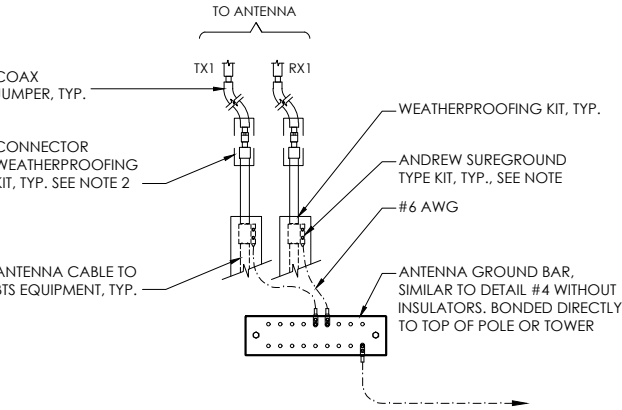 TO ANTENNA
TX1
RX1
COAX
JUMPER, TYP.
WEATHERPROOFING KIT, TYP.
CONNECTOR
WEATHERPROOFING
KIT, TYP. SEE NOTE 2
ANDREW SUREGROUND
TYPE KIT, TYP., SEE NOTE
#6 AWG
ANTENNA CABLE TO
BTS EQUIPMENT, TYP.
ANTENNA GROUND BAR,
SIMILAR TO DETAIL #4 WITHOUT
INSULATORS. BONDED DIRECTLY
TO TOP OF POLE OR TOWER